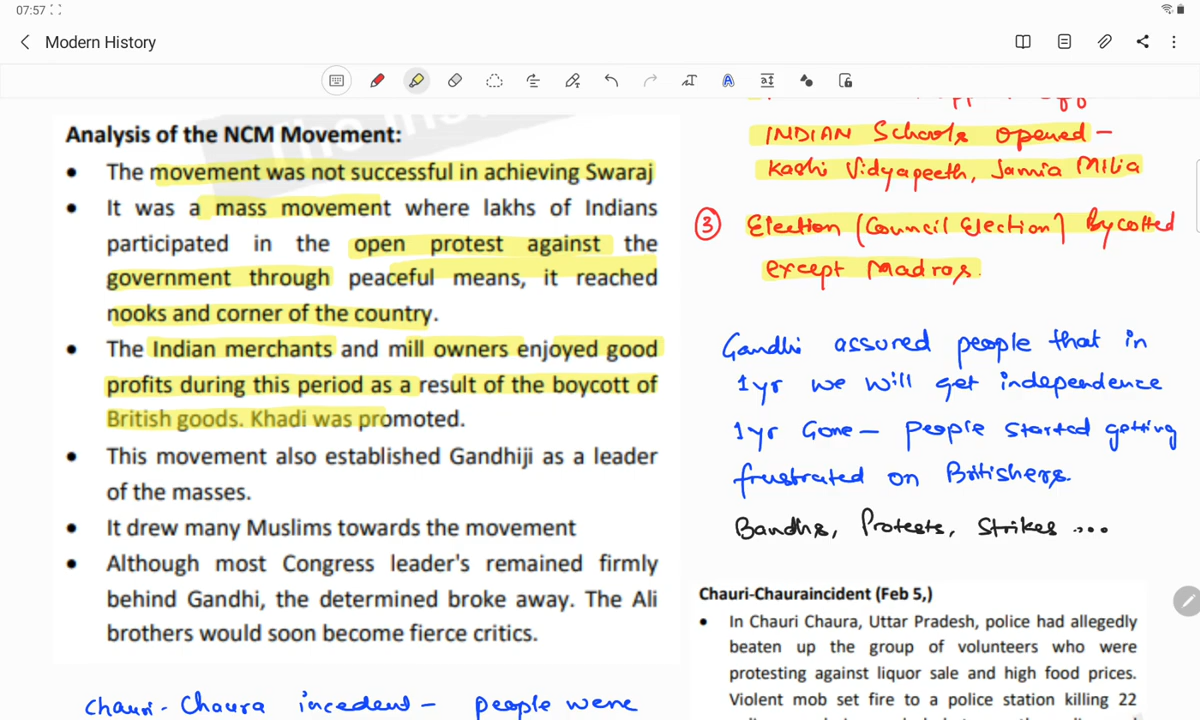 07:57
Modern History
Analysis of the NCM Movement:
• The movement was not successful in achieving Swaraj
• It was a mass movement where lakhs of Indians
participated in the open protest against the
government through peaceful means, it reached
nooks and corner of the country.
• The Indian merchants and mill owners enjoyed good
profits during this period as a result of the boycott of
British goods. Khadi was promoted.
• This movement also established Gandhiji as a leader
of the masses.
• It drew many Muslims towards the movement
• Although most Congress leader's remained firmly
behind Gandhi, the determined broke away. The Ali
brothers would soon become fierce critics.
Chauri-Chaura incedent - people were
INDIAN Schools opened -
Kashi Vidyapeeth, Jamia Milia
③ Election (Council Election) Bycotted
except Madras.
Gandhi assured people that in
1yr we will get independence
1yr Gone - people started getting
frustrated on Britishers.
Bandhs, Protests, Strikes ....
Chauri-Chauraincident (Feb 5,)
• In Chauri Chaura, Uttar Pradesh, police had allegedly
beaten up the group of volunteers who were
protesting against liquor sale and high food prices.
Violent mob set fire to a police station killing 22